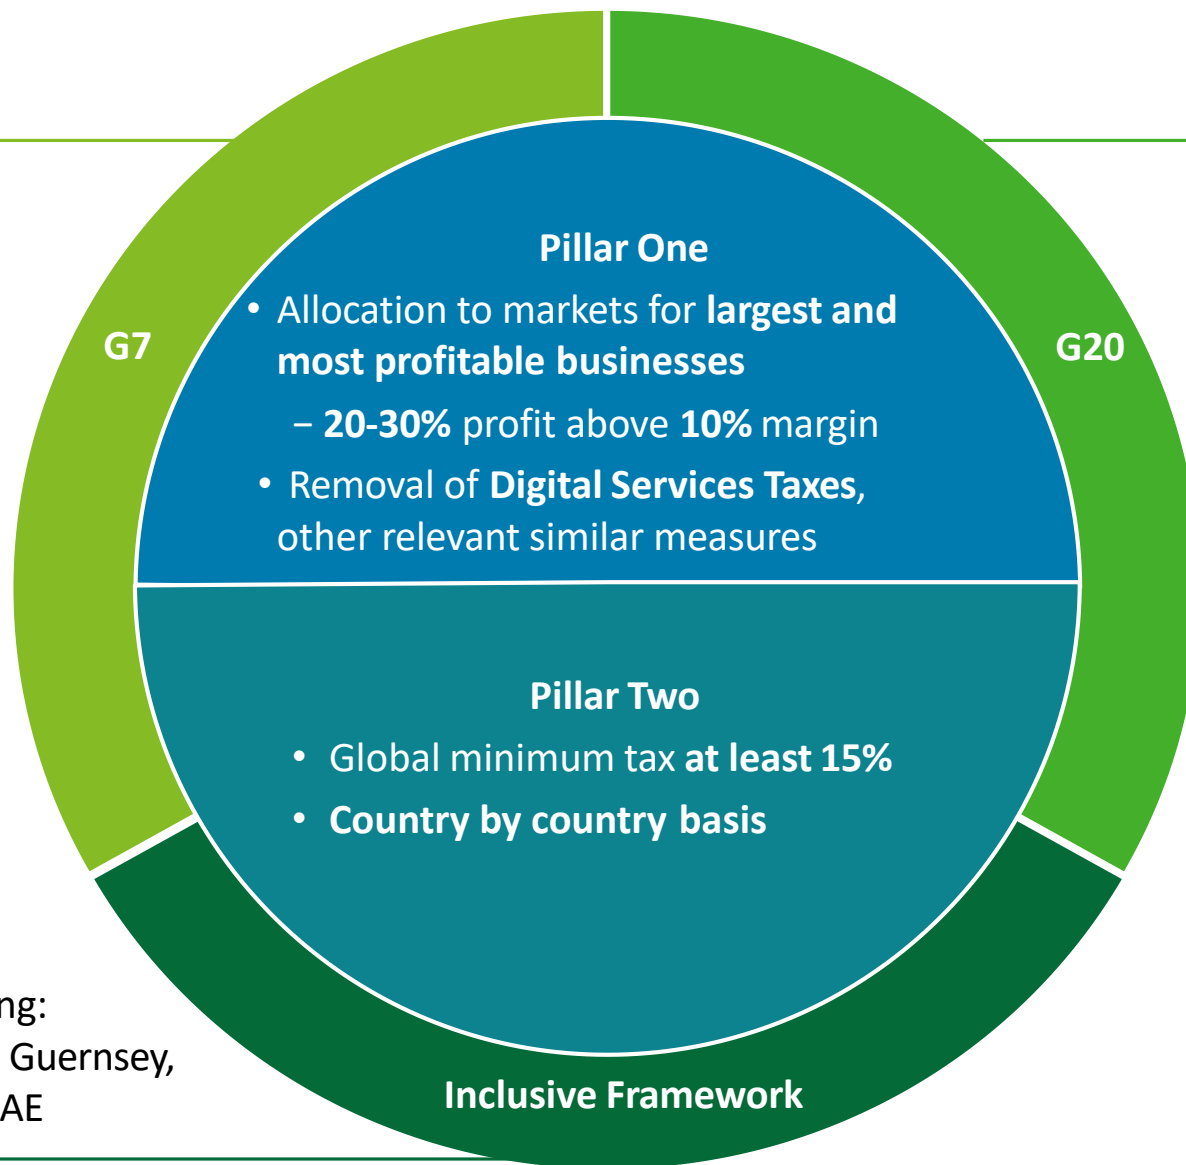 Pillar One
• Allocation to markets for largest and
most profitable businesses
– 20-30% profit above 10% margin
• Removal of Digital Services Taxes,
other relevant similar measures
G7
G20
Pillar Two
• Global minimum tax at least 15%
• Country by country basis
ng:
Guernsey,
AE
Inclusive Framework